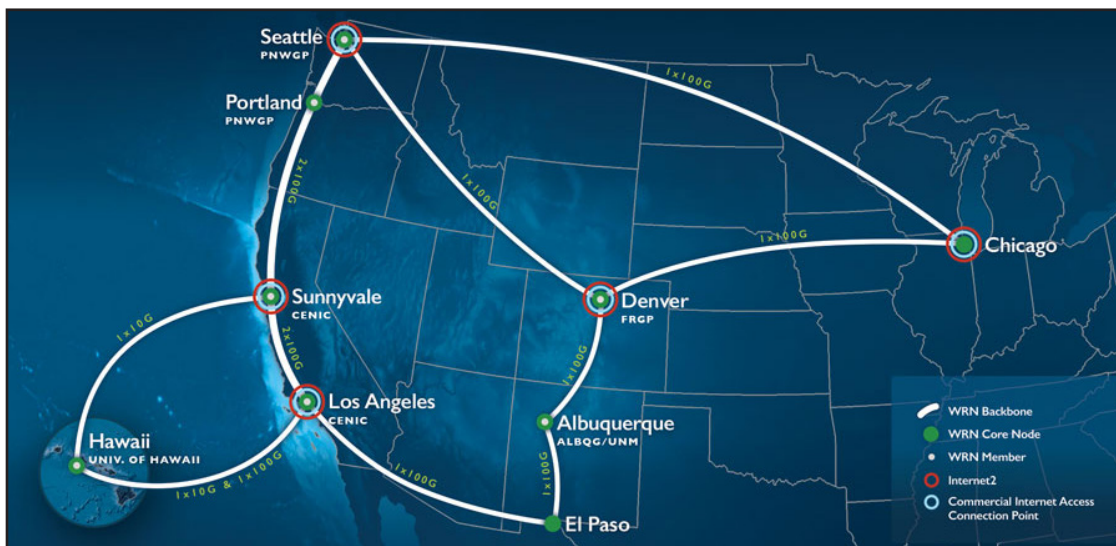 Seattle
PNWGP
1x100G
Portland
PNWGP
2x100G
1x100G
1x100G
Chicago
Sunnyvale
CENIC
Denver
FRGP
1x10G
2x100G
1x100G
Los Angeles
CENIC
Albuquerque
ALBQG/UNM
Hawaii
UNIV. OF HAWAII
1x10G & 1x100G
1x100G
1x100G
El Paso
WRN Backbone
WRN Core Node
WRN Member
Internet2
Commercial Internet Access
Connection Point